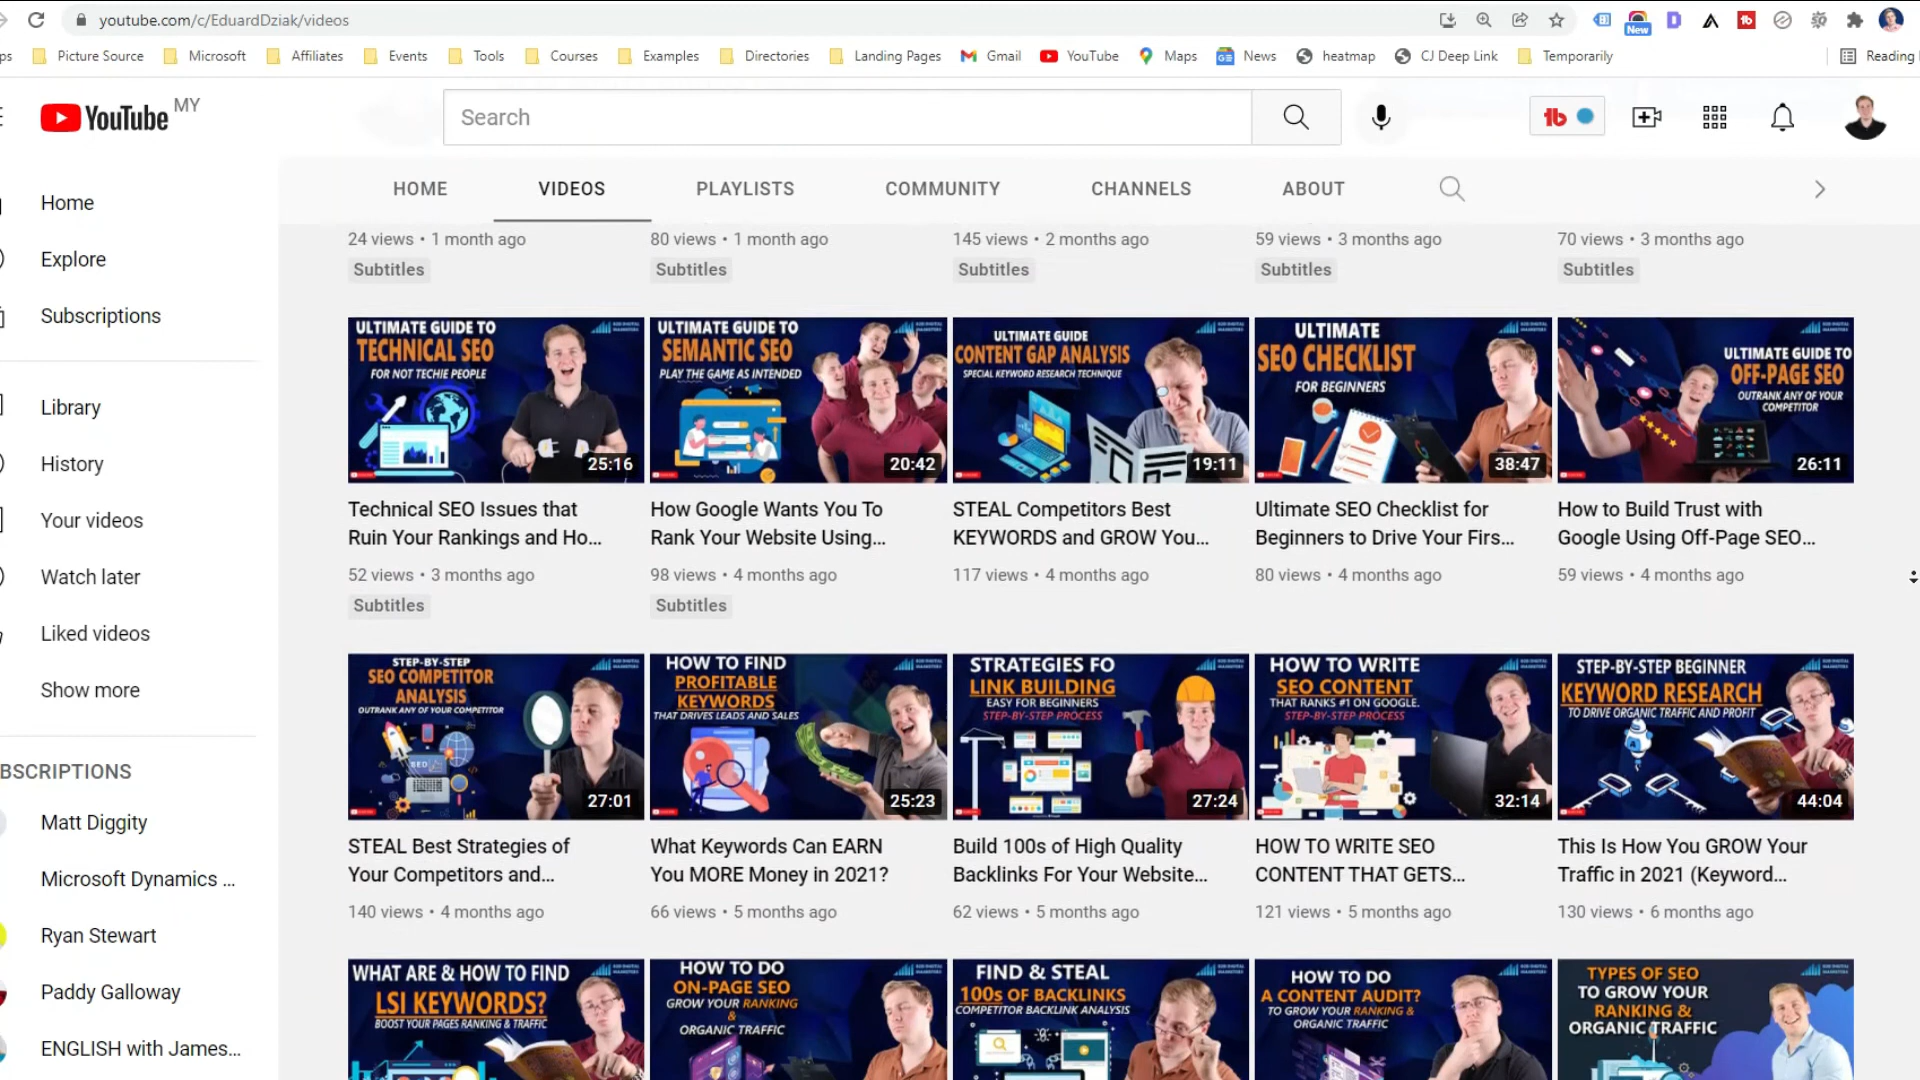 youtube.com/c/EduardDziak/videos
New
ps Picture Source Microsoft Affiliates Events Tools Courses Examples Directories Landing Pages Gmail YouTube Maps News heatmap CJ Deep Link Temporarily Reading
YouTube MY
Search
HOME VIDEOS PLAYLISTS COMMUNITY CHANNELS ABOUT
Home
Explore
Subscriptions
Library
History
Your videos
Watch later
Liked videos
Show more
BSCRIPTIONS
Matt Diggity
Microsoft Dynamics ...
Ryan Stewart
Paddy Galloway
ENGLISH with James...
24 views • 1 month ago
Subtitles
80 views • 1 month ago
Subtitles
145 views • 2 months ago
Subtitles
59 views • 3 months ago
Subtitles
70 views • 3 months ago
Subtitles
ULTIMATE GUIDE TO
TECHNICAL SEO
FOR NOT TECHIE PEOPLE
25:16
Technical SEO Issues that
Ruin Your Rankings and Ho...
52 views • 3 months ago
Subtitles
ULTIMATE GUIDE TO
SEMANTIC SEO
PLAY THE GAME AS INTENDED
20:42
How Google Wants You To
Rank Your Website Using...
98 views • 4 months ago
Subtitles
ULTIMATE GUIDE
CONTENT GAP ANALYSIS
SPECIAL KEYWORD RESEARCH TECHNIQUE
19:11
STEAL Competitors Best
KEYWORDS and GROW You...
117 views • 4 months ago
ULTIMATE
SEO CHECKLIST
FOR BEGINNERS
38:47
Ultimate SEO Checklist for
Beginners to Drive Your Firs...
80 views • 4 months ago
ULTIMATE GUIDE TO
OFF-PAGE SEO
OUTRANK ANY OF YOUR
COMPETITOR
26:11
How to Build Trust with
Google Using Off-Page SEO...
59 views • 4 months ago
STEP-BY-STEP
SEO COMPETITOR
ANALYSIS
OUTRANK ANY OF YOUR COMPETITOR
SEO
27:01
STEAL Best Strategies of
Your Competitors and...
140 views • 4 months ago
HOW TO FIND
PROFITABLE
KEYWORDS
THAT DRIVES LEADS AND SALES
25:23
What Keywords Can EARN
You MORE Money in 2021?
66 views • 5 months ago
STRATEGIES FO
LINK BUILDING
EASY FOR BEGINNERS
STEP-BY-STEP PROCESS
27:24
Build 100s of High Quality
Backlinks For Your Website...
62 views • 5 months ago
HOW TO WRITE
SEO CONTENT
THAT RANKS #1 ON GOOGLE.
STEP-BY-STEP PROCESS
32:14
HOW TO WRITE SEO
CONTENT THAT GETS...
121 views • 5 months ago
STEP-BY-STEP BEGINNER
KEYWORD RESEARCH
TO DRIVE ORGANIC TRAFFIC AND PROFIT
44:04
This Is How You GROW Your
Traffic in 2021 (Keyword...
130 views • 6 months ago
WHAT ARE & HOW TO FIND
LSI KEYWORDS?
BOOST YOUR PAGES RANKING & TRAFFIC
HOW TO DO
ON-PAGE SEO
GROW YOUR RANKING
&
ORGANIC TRAFFIC
FIND & STEAL
100s OF BACKLINKS
COMPETITOR BACKLINK ANALYSIS
HOW TO DO
A CONTENT AUDIT?
TO GROW YOUR RANKING &
ORGANIC TRAFFIC
TYPES OF SEO
TO GROW YOUR
RANKING &
ORGANIC TRAFFIC